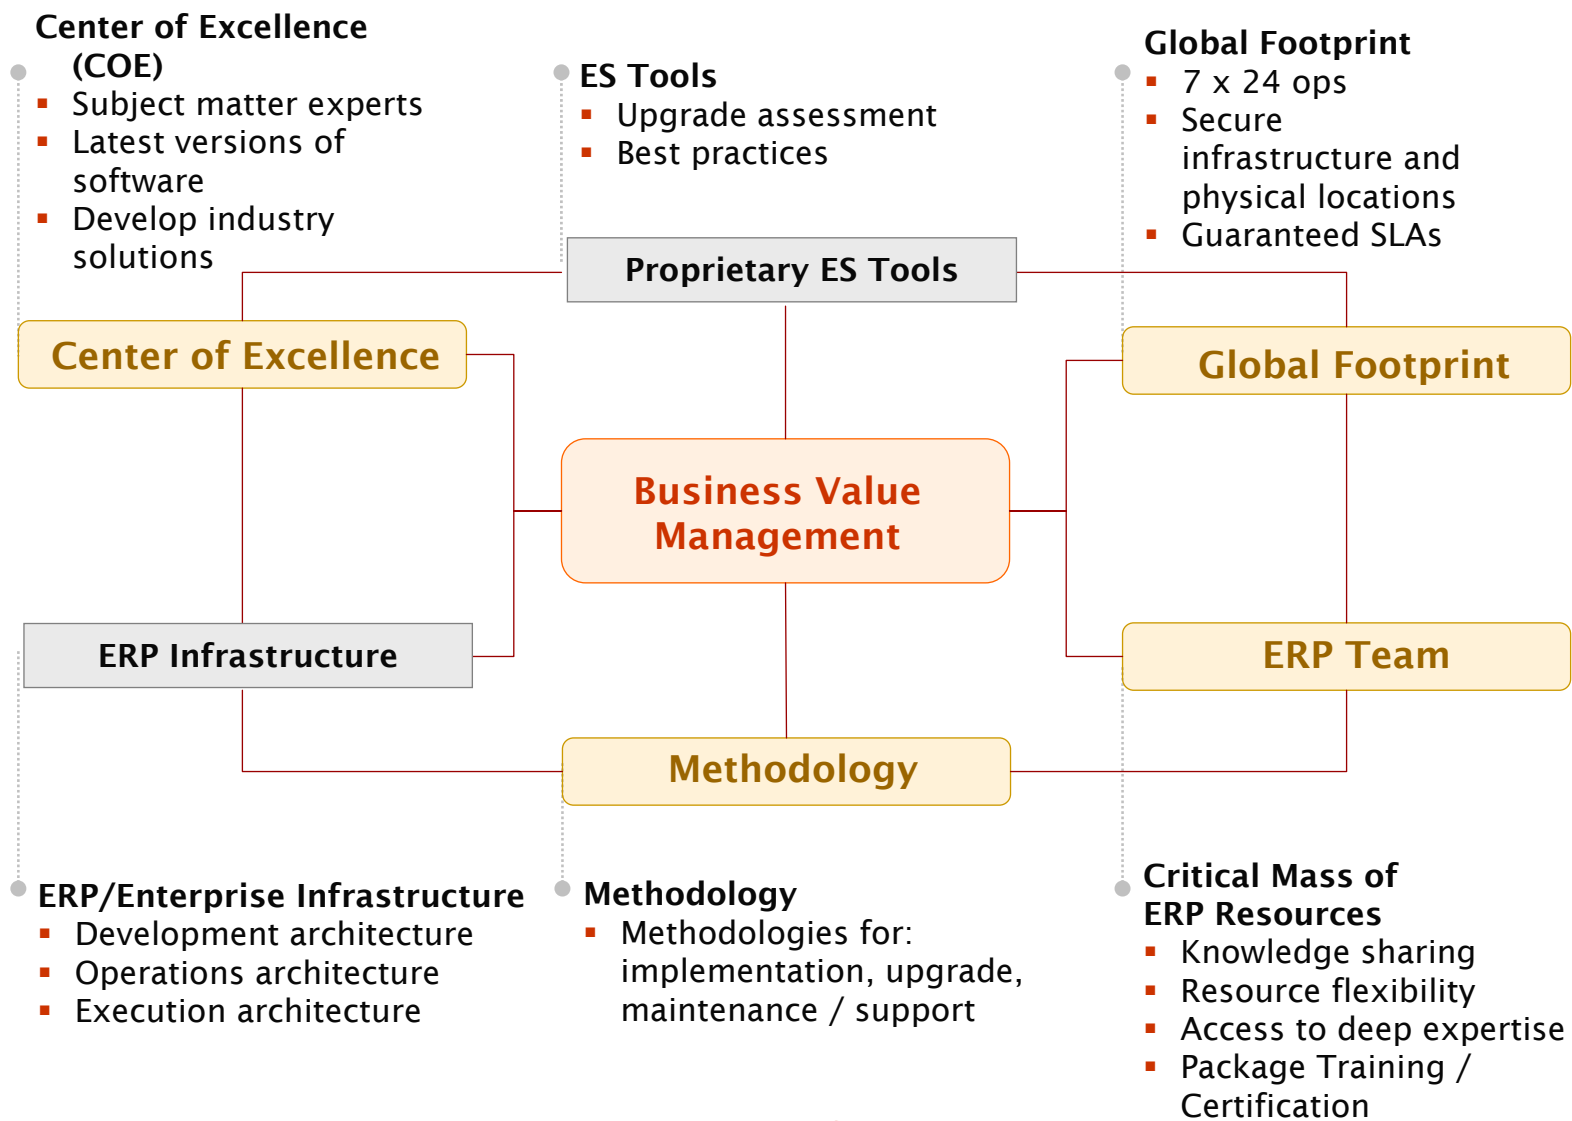 Center of Excellence
(COE)
Subject matter experts
Latest versions of
software
Develop industry
solutions
ES Tools
Upgrade assessment
Best practices
Global Footprint
7 x 24 ops
Secure
infrastructure and
physical locations
Guaranteed SLAs
Proprietary ES Tools
Center of Excellence
Global Footprint
Business Value
Management
ERP Infrastructure
ERP Team
Methodology
ERP/Enterprise Infrastructure
Development architecture
Operations architecture
Execution architecture
Methodology
Methodologies for:
implementation, upgrade,
maintenance / support
Critical Mass of
ERP Resources
Knowledge sharing
Resource flexibility
Access to deep expertise
Package Training /
Certification